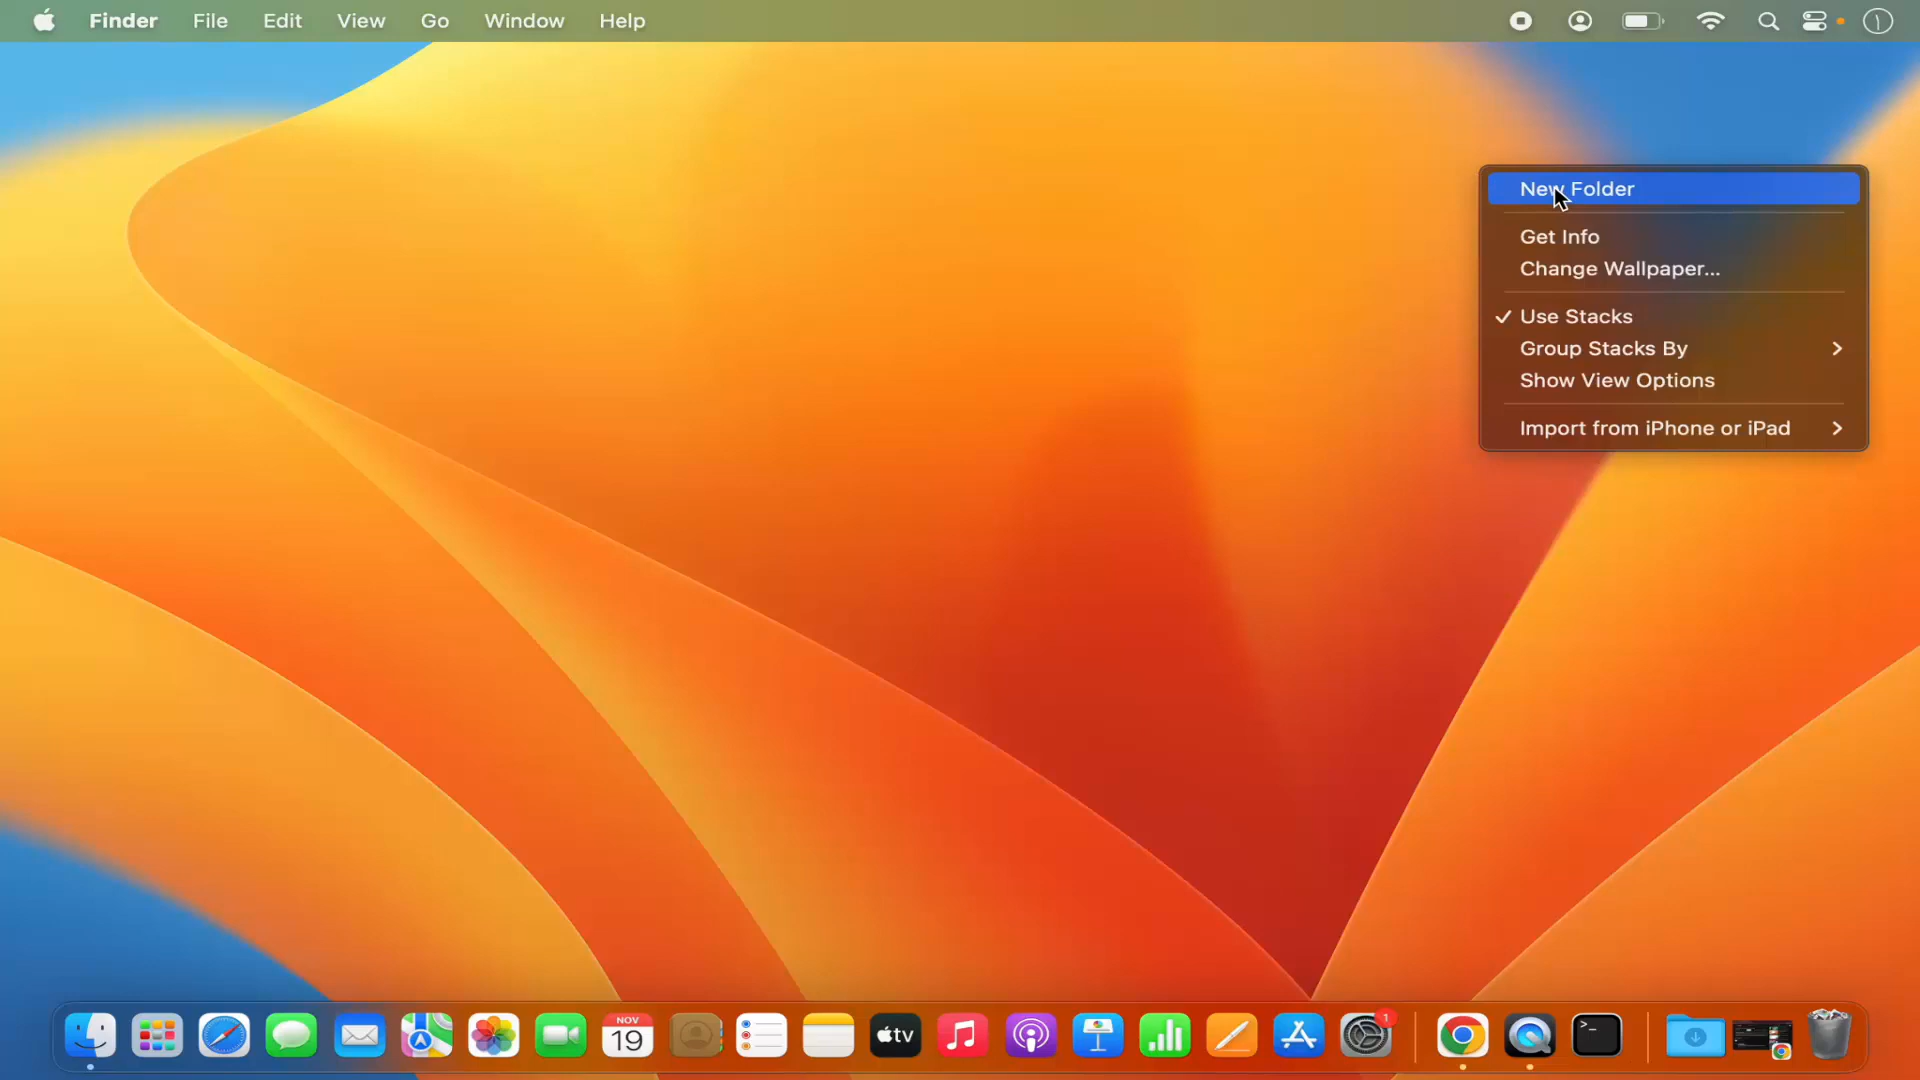 Finder File Edit View Go Window Help
New Folder
Get Info
Change Wallpaper...
Use Stacks
Group Stacks By
Show View Options
Import from iPhone or iPad
NOV
19
tv
1
>_